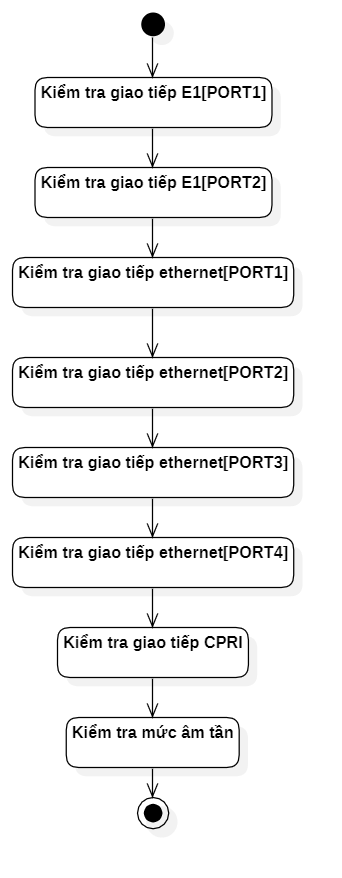 Kiểm tra giao tiếp E1[PORT1]
Kiểm tra giao tiếp E1[PORT2]
Kiểm tra giao tiếp ethernet[PORT1]
Kiểm tra giao tiếp ethernet[PORT2]
Kiểm tra giao tiếp ethernet[PORT3]
Kiểm tra giao tiếp ethernet[PORT4]
Kiểm tra giao tiếp CPRI
Kiểm tra mức âm tần